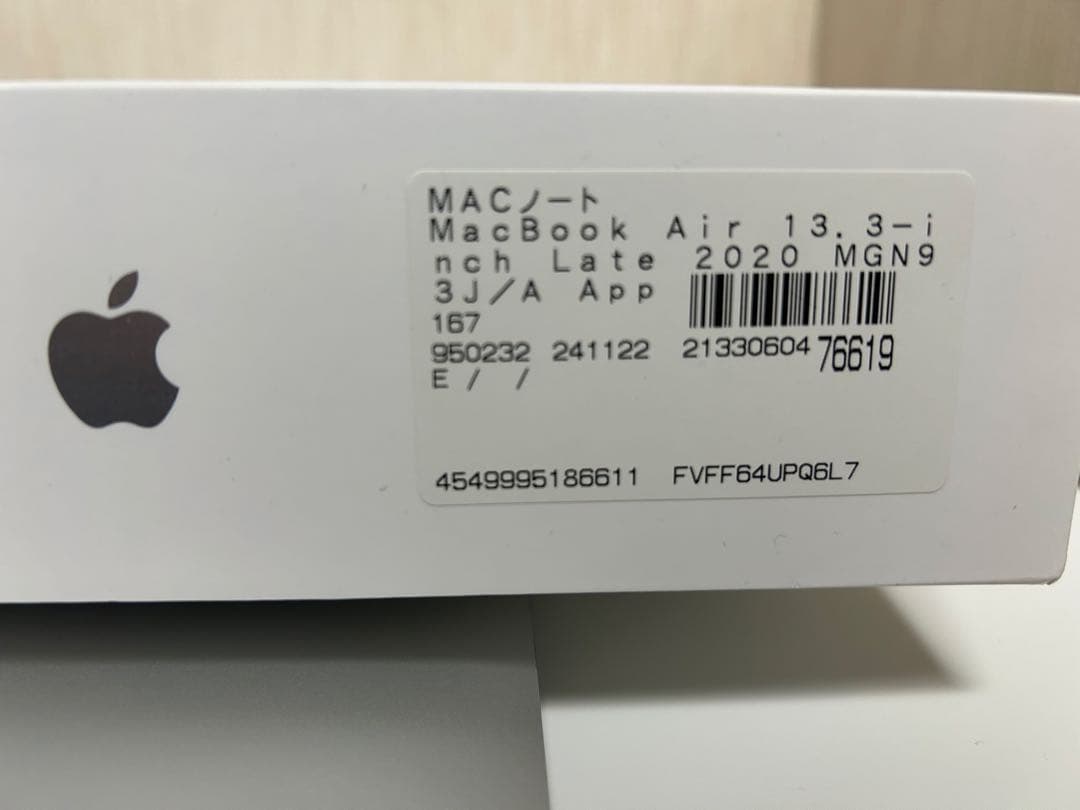 MACノート
MacBook Air 13.3-i
nch Late 2020 MGN9
3J/A App
167
950232 241122 21330604 76619
E / /
4549995186611 FVFF64UPQ6L7